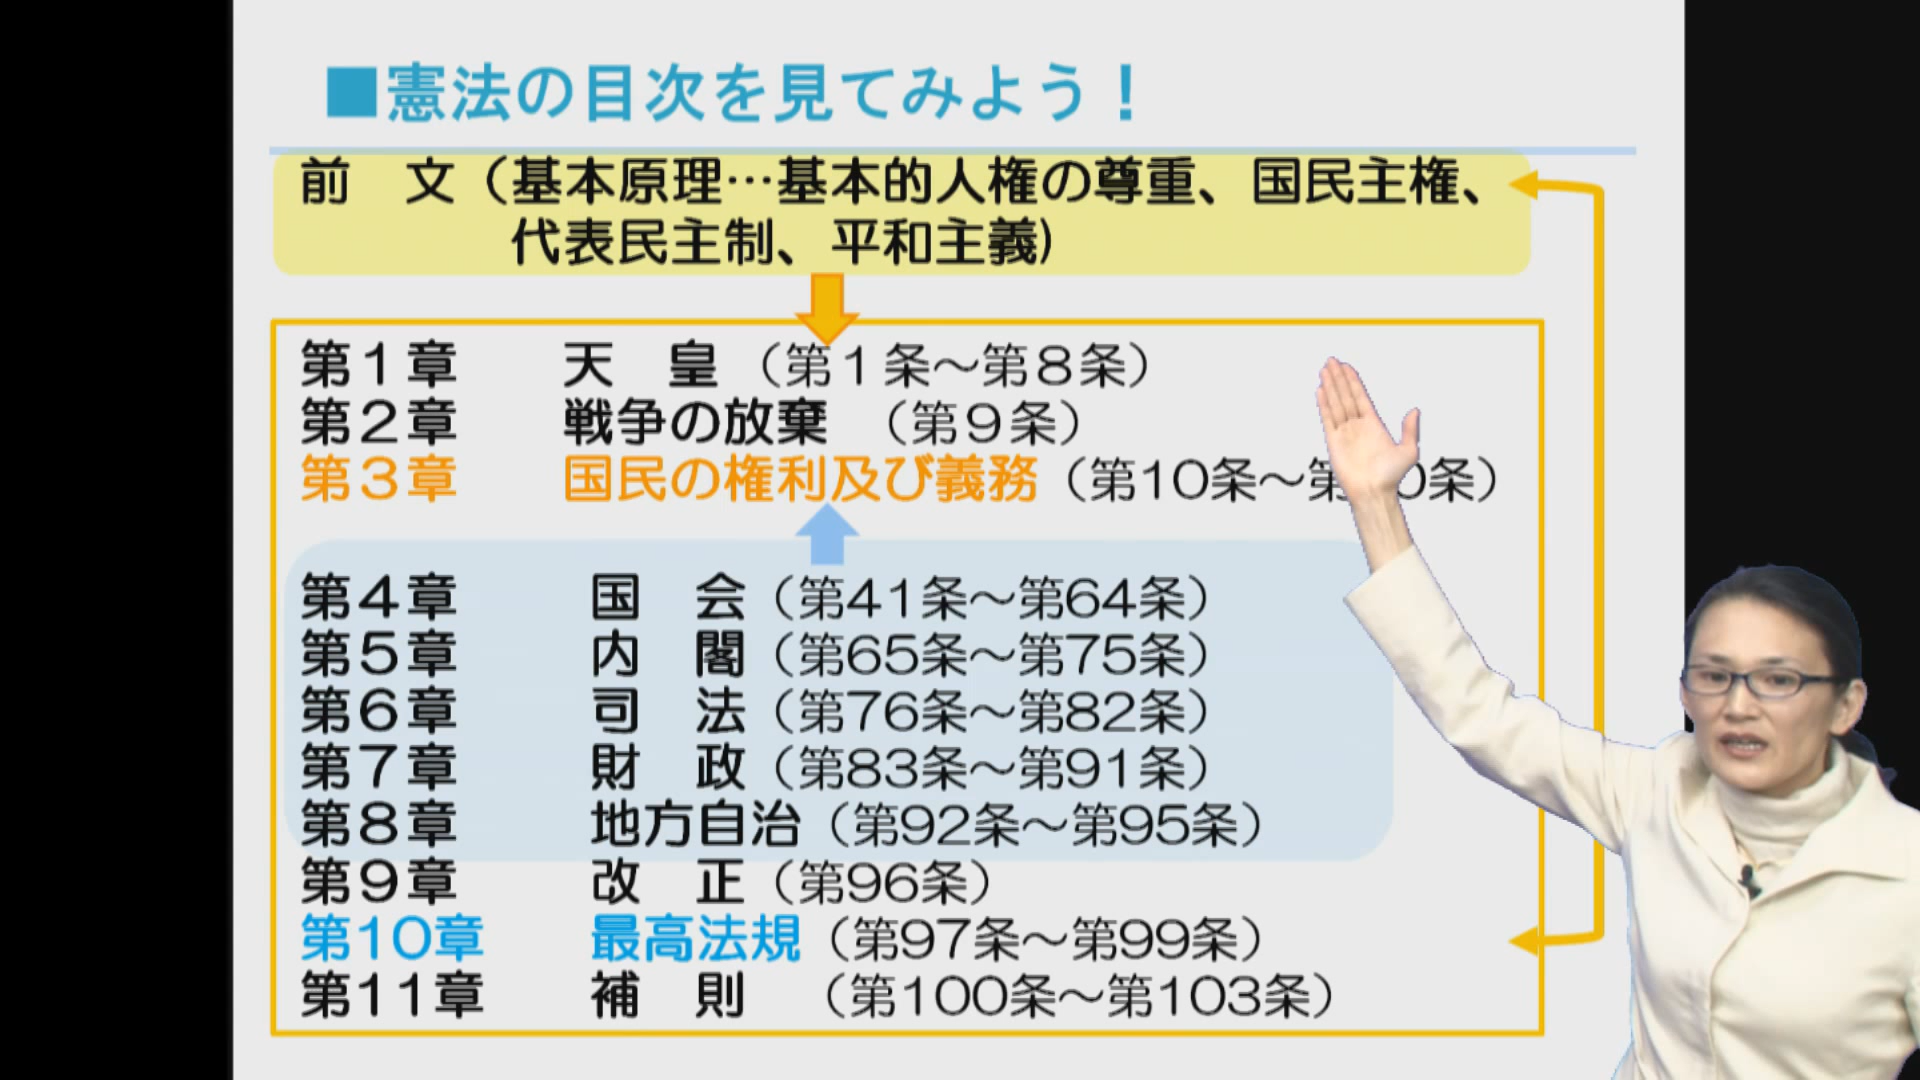 ■憲法の目次を見てみよう！
前　文（基本原理…基本的人権の尊重、国民主権、
代表民主制、平和主義)
第１章　天　皇（第１条～第８条）
第２章　戦争の放棄　（第９条）
第３章　国民の権利及び義務（第10条～第 0条）
第４章　国　会（第41条～第64条）
第５章　内　閣（第65条～第75条）
第６章　司　法（第76条～第82条）
第７章　財　政（第83条～第91条）
第８章　地方自治（第92条～第95条）
第９章　改　正（第96条）
第10章　最高法規（第97条～第99条）
第11章　補　則　（第100条～第103条）